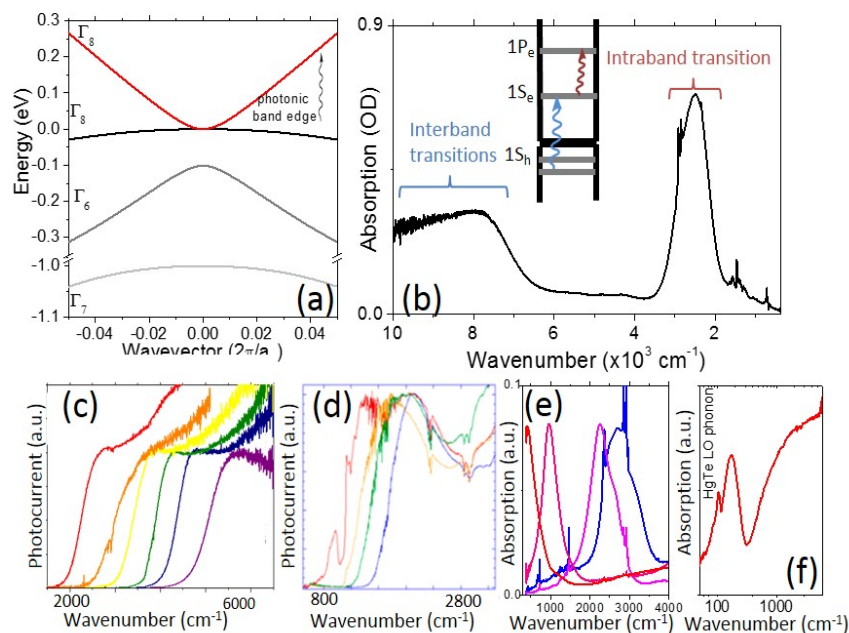 (a)
Γ8
Γ8
Γ6
Γ7
photonic
band edge
Energy (eV)
0.3
0.2
0.1
0.0
-0.1
-0.2
-0.3
-1.0
-1.1
-0.04 -0.02 0.00 0.02 0.04
Wavevector (2π/a
(b)
0.9
0.0
Absorption (OD)
Interband
transitions
1Pe
1Se
1Sh
Intraband transition
10 8 6 4 2
Wavenumber (x10³ cm⁻¹)
(c)
Photocurrent (a.u.)
2000 6000
Wavenumber (cm⁻¹)
(d)
Photocurrent (a.u.)
800 2800
Wavenumber (cm⁻¹)
(e)
0.1
0.0
Absorption (a.u.)
1000 2000 3000 4000
Wavenumber (cm⁻¹)
(f)
HgTe LO phonon
Absorption (a.u.)
100 1000
Wavenumber (cm⁻¹)